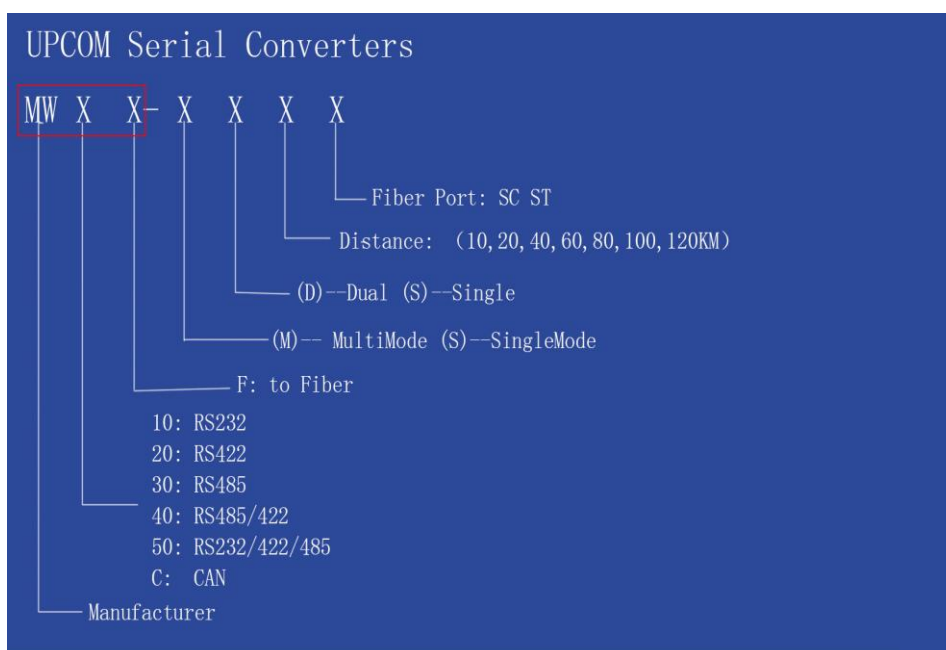 UPCOM Serial Converters
MW X X- X X X X
Fiber Port: SC ST
Distance: (10,20,40,60,80,100,120KM)
(D)--Dual (S)--Single
(M)-- MultiMode (S)--SingleMode
F: to Fiber
10: RS232
20: RS422
30: RS485
40: RS485/422
50: RS232/422/485
C: CAN
Manufacturer